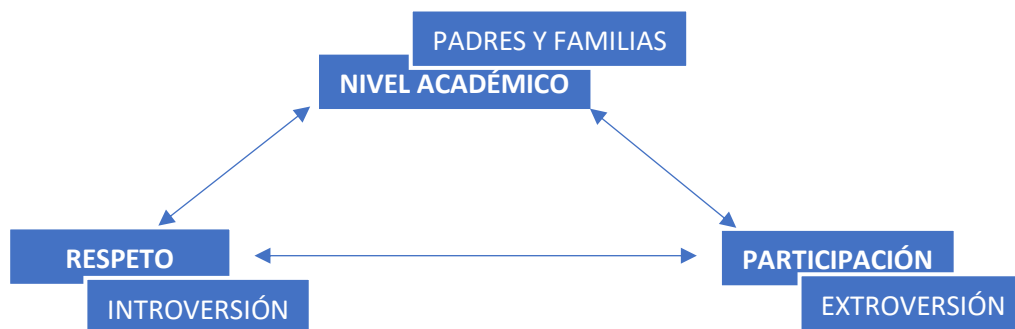 PADRES Y FAMILIAS
NIVEL ACADÉMICO
RESPETO
INTROVERSIÓN
PARTICIPACIÓN
EXTROVERSIÓN